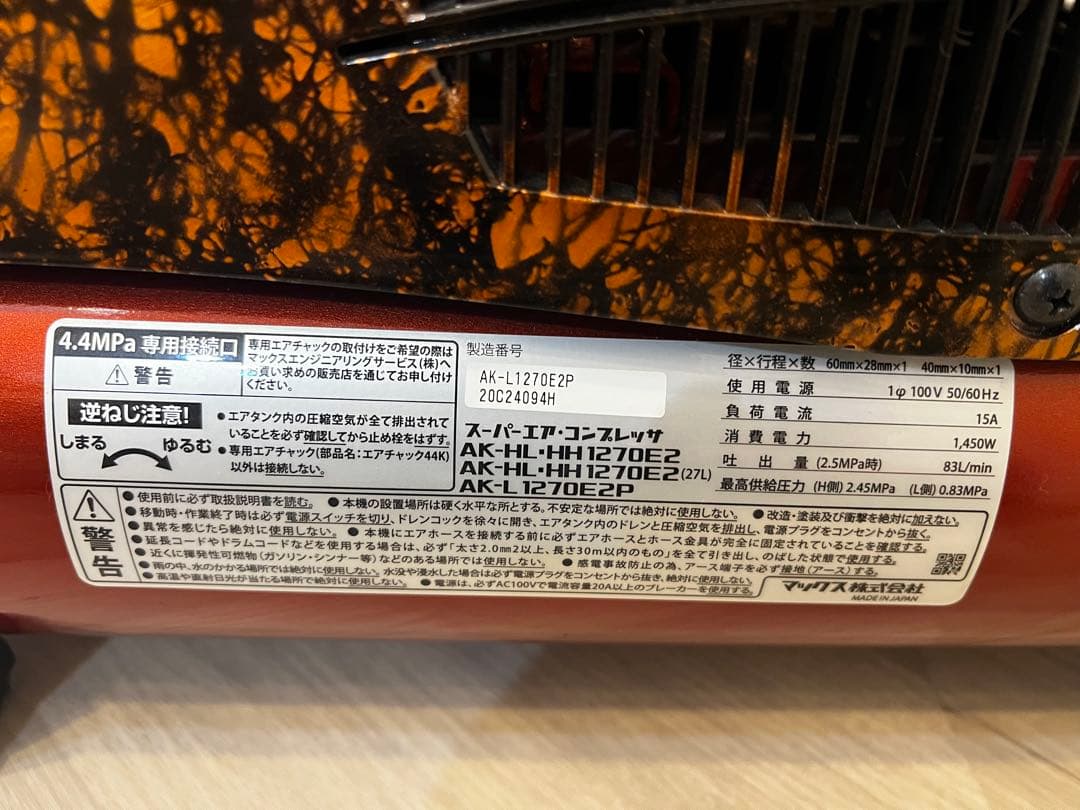 4.4MPa 専用接続口
⚠警告
専用エアチャックの取付けをご希望の際は
マックスエンジニアリングサービス(株)へ
お買い求めの販売店を通じてお申し付け
ください。
逆ねじ注意!
しまる ゆるむ
●エアタンク内の圧縮空気が全て排出されて
いることを必ず確認してから止め栓をはずす。
●専用エアチャック(部品名:エアチャック44K)
以外は接続しない。
製造番号
AK-L1270E2P
20C24094H
スーパーエア・コンプレッサ
AK-HL・HH1270E2
AK-HL・HH1270E2(27L)
AK-L1270E2P
径×行程×数 60mm×28mm×1 40mm×10mm×1
使用電源 1φ 100V 50/60Hz
負荷電流 15A
消費電力 1,450W
吐出量 (2.5MPa時) 83L/min
最高供給圧力 (H側) 2.45MPa (L側) 0.83MPa
⚠警告
●使用前に必ず取扱説明書を読む。 ●本機の設置場所は硬く水平な所とする。不安定な場所では絶対に使用しない。 ●改造・塗装及び衝撃を絶対に加えない。
●移動時・作業終了時は必ず電源スイッチを切り、ドレンコックを徐々に開き、エアタンク内のドレンと圧縮空気を排出し、電源プラグをコンセントから抜く。
●異常を感じたら絶対に使用しない。 ●本機にエアホースを接続する前に必ずエアホースとホース金具が完全に固定されていることを確認する。
●延長コードやドラムコードなどを使用する場合は、必ず「太さ2.0mm2以上、長さ30m以内のもの」を全て引き出し、のばした状態で使用する。
●近くに揮発性可燃物(ガソリン・シンナー等)などのある所では使用しない。 ●感電事故防止の為、アース端子を必ず接地(アース)する。
●雨の中、水のかかる場所では絶対に使用しない。水没や浸水した場合は必ず電源プラグをコンセントから抜き、絶対に使用しない。
●高温や直射日光が当たる場所で絶対に使用しない。 ●電源は、必ずAC100Vで電流容量20A以上のブレーカーを使用する。
マックス株式会社
MADE IN JAPAN